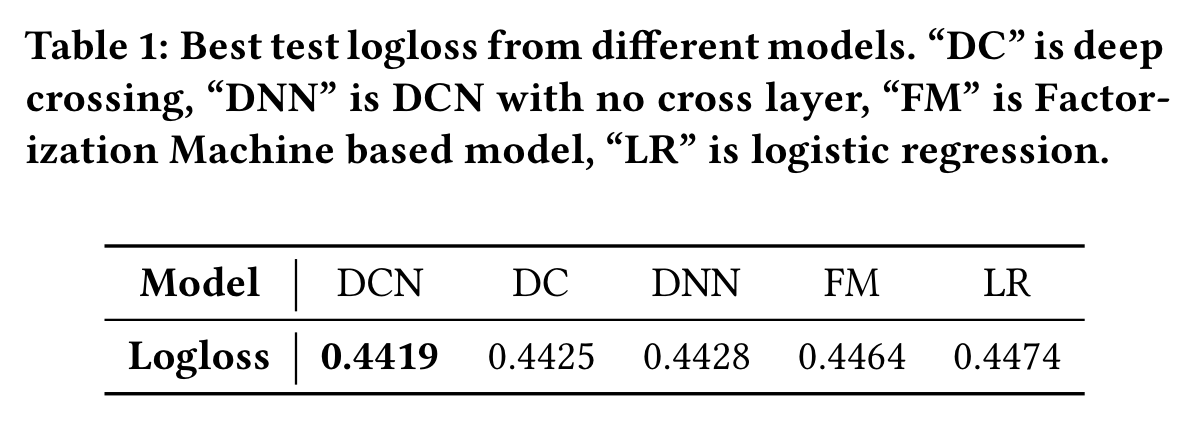 Table 1: Best test logloss from different models. “DC” is deep
crossing, “DNN” is DCN with no cross layer, “FM” is Factor-
ization Machine based model, “LR” is logistic regression.
Model DCN DC DNN FM LR
Logloss 0.4419 0.4425 0.4428 0.4464 0.4474